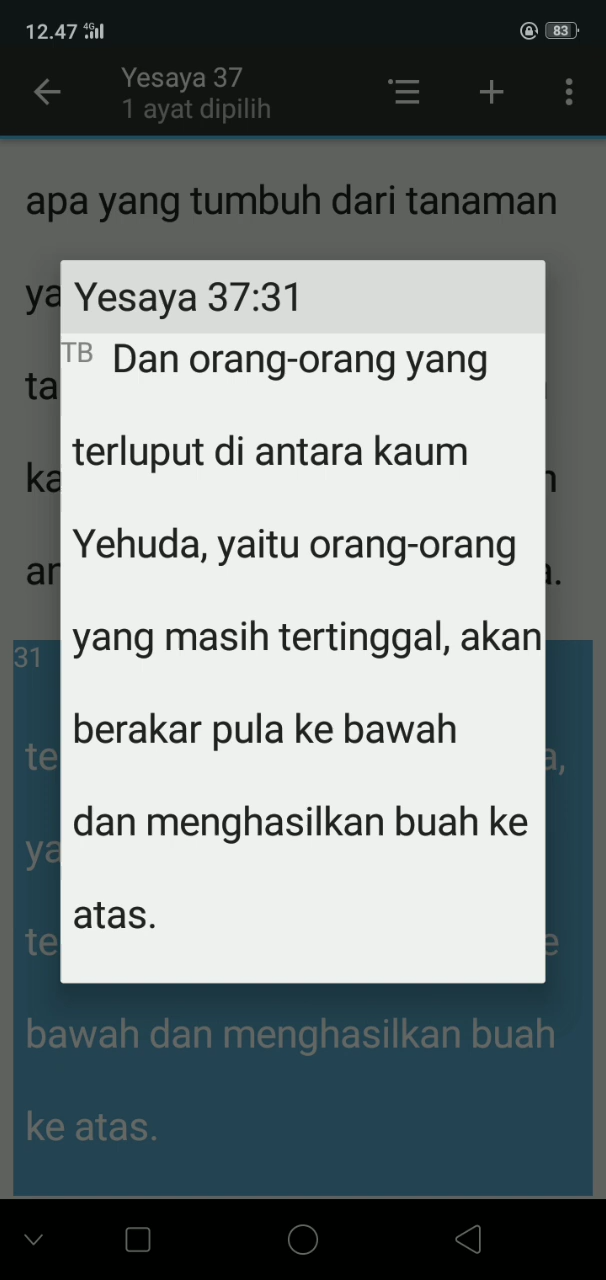 12.47 4G 83
Yesaya 37
1 ayat dipilih
apa yang tumbuh dari tanaman
Yesaya 37:31
TB Dan orang-orang yang
terluput di antara kaum
Yehuda, yaitu orang-orang
yang masih tertinggal, akan
berakar pula ke bawah
dan menghasilkan buah ke
atas.
31
bawah dan menghasilkan buah
ke atas.